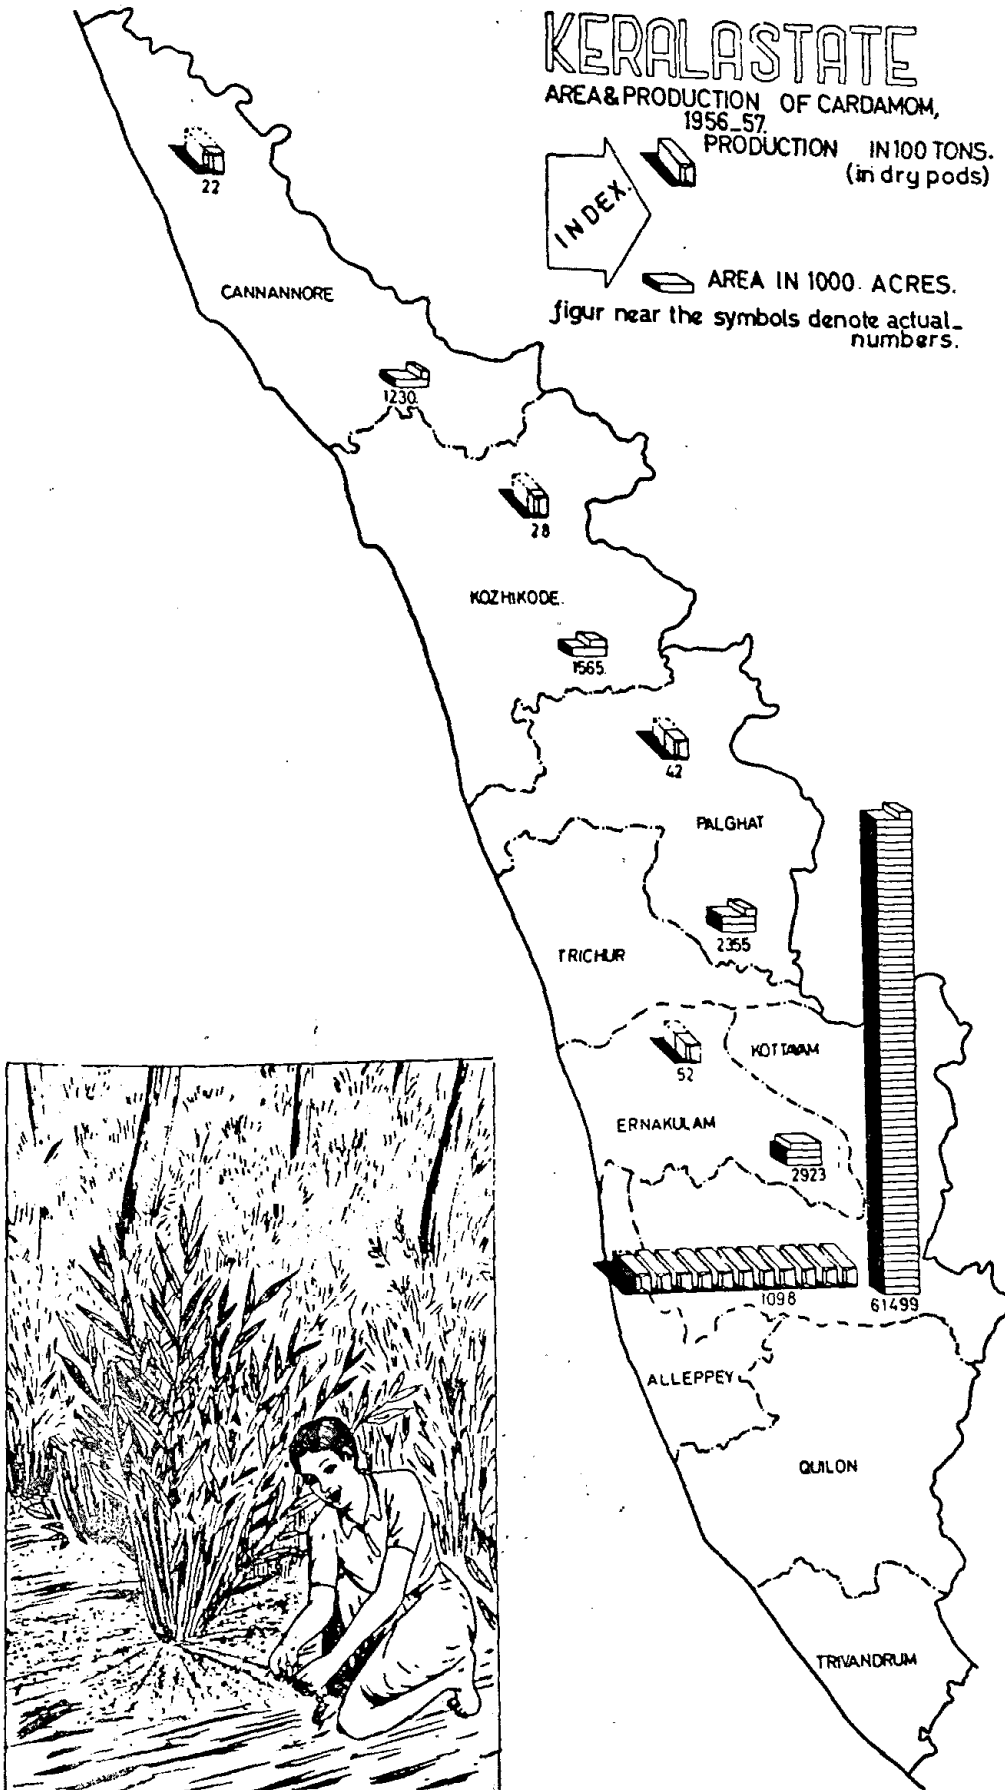 KERALA STATE
AREA & PRODUCTION OF CARDAMOM,
1956_57.
PRODUCTION IN 100 TONS.
(in dry pods)
INDEX.
AREA IN 1000. ACRES.
figur near the symbols denote actual_
numbers.
22
CANNANNORE
1230.
28
KOZHIKODE.
1565.
42
PALGHAT
2355
TRICHUR
KOTTAYAM
52
ERNAKULAM
2923
1098
61499
ALLEPPEY
QUILON
TRIVANDRUM